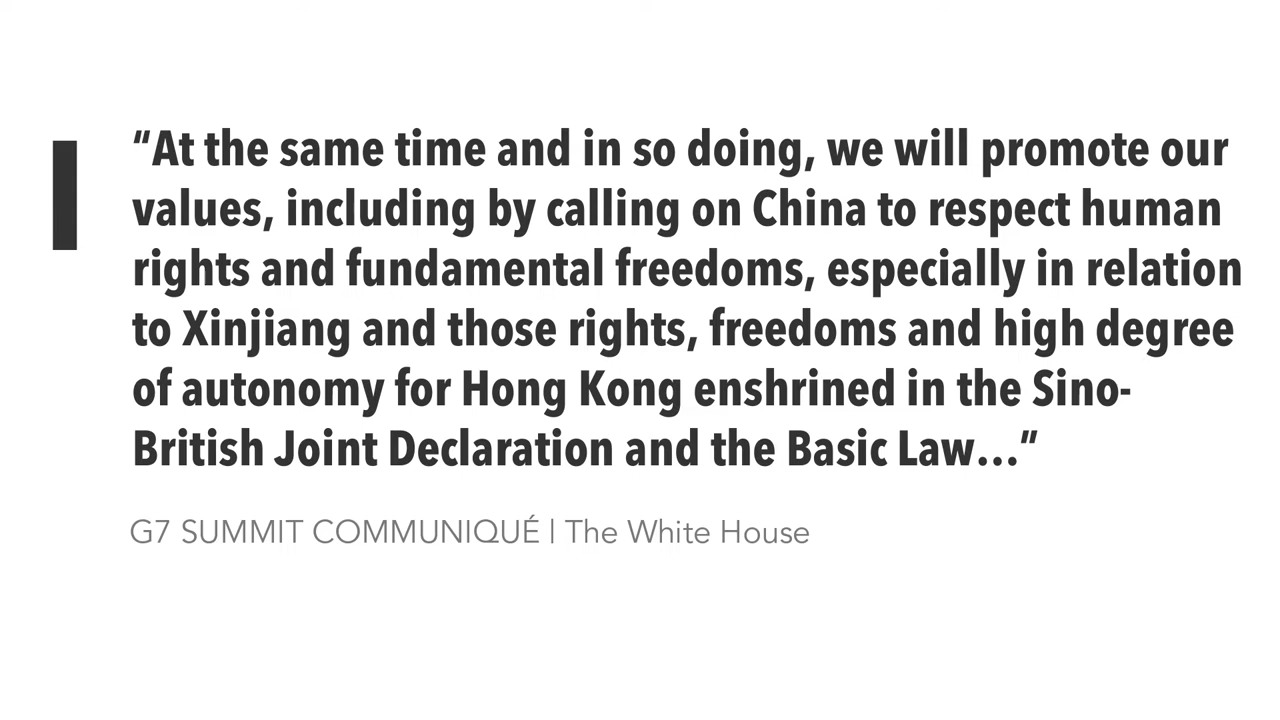 “At the same time and in so doing, we will promote our
values, including by calling on China to respect human
rights and fundamental freedoms, especially in relation
to Xinjiang and those rights, freedoms and high degree
of autonomy for Hong Kong enshrined in the Sino-
British Joint Declaration and the Basic Law…”
G7 SUMMIT COMMUNIQUÉ | The White House